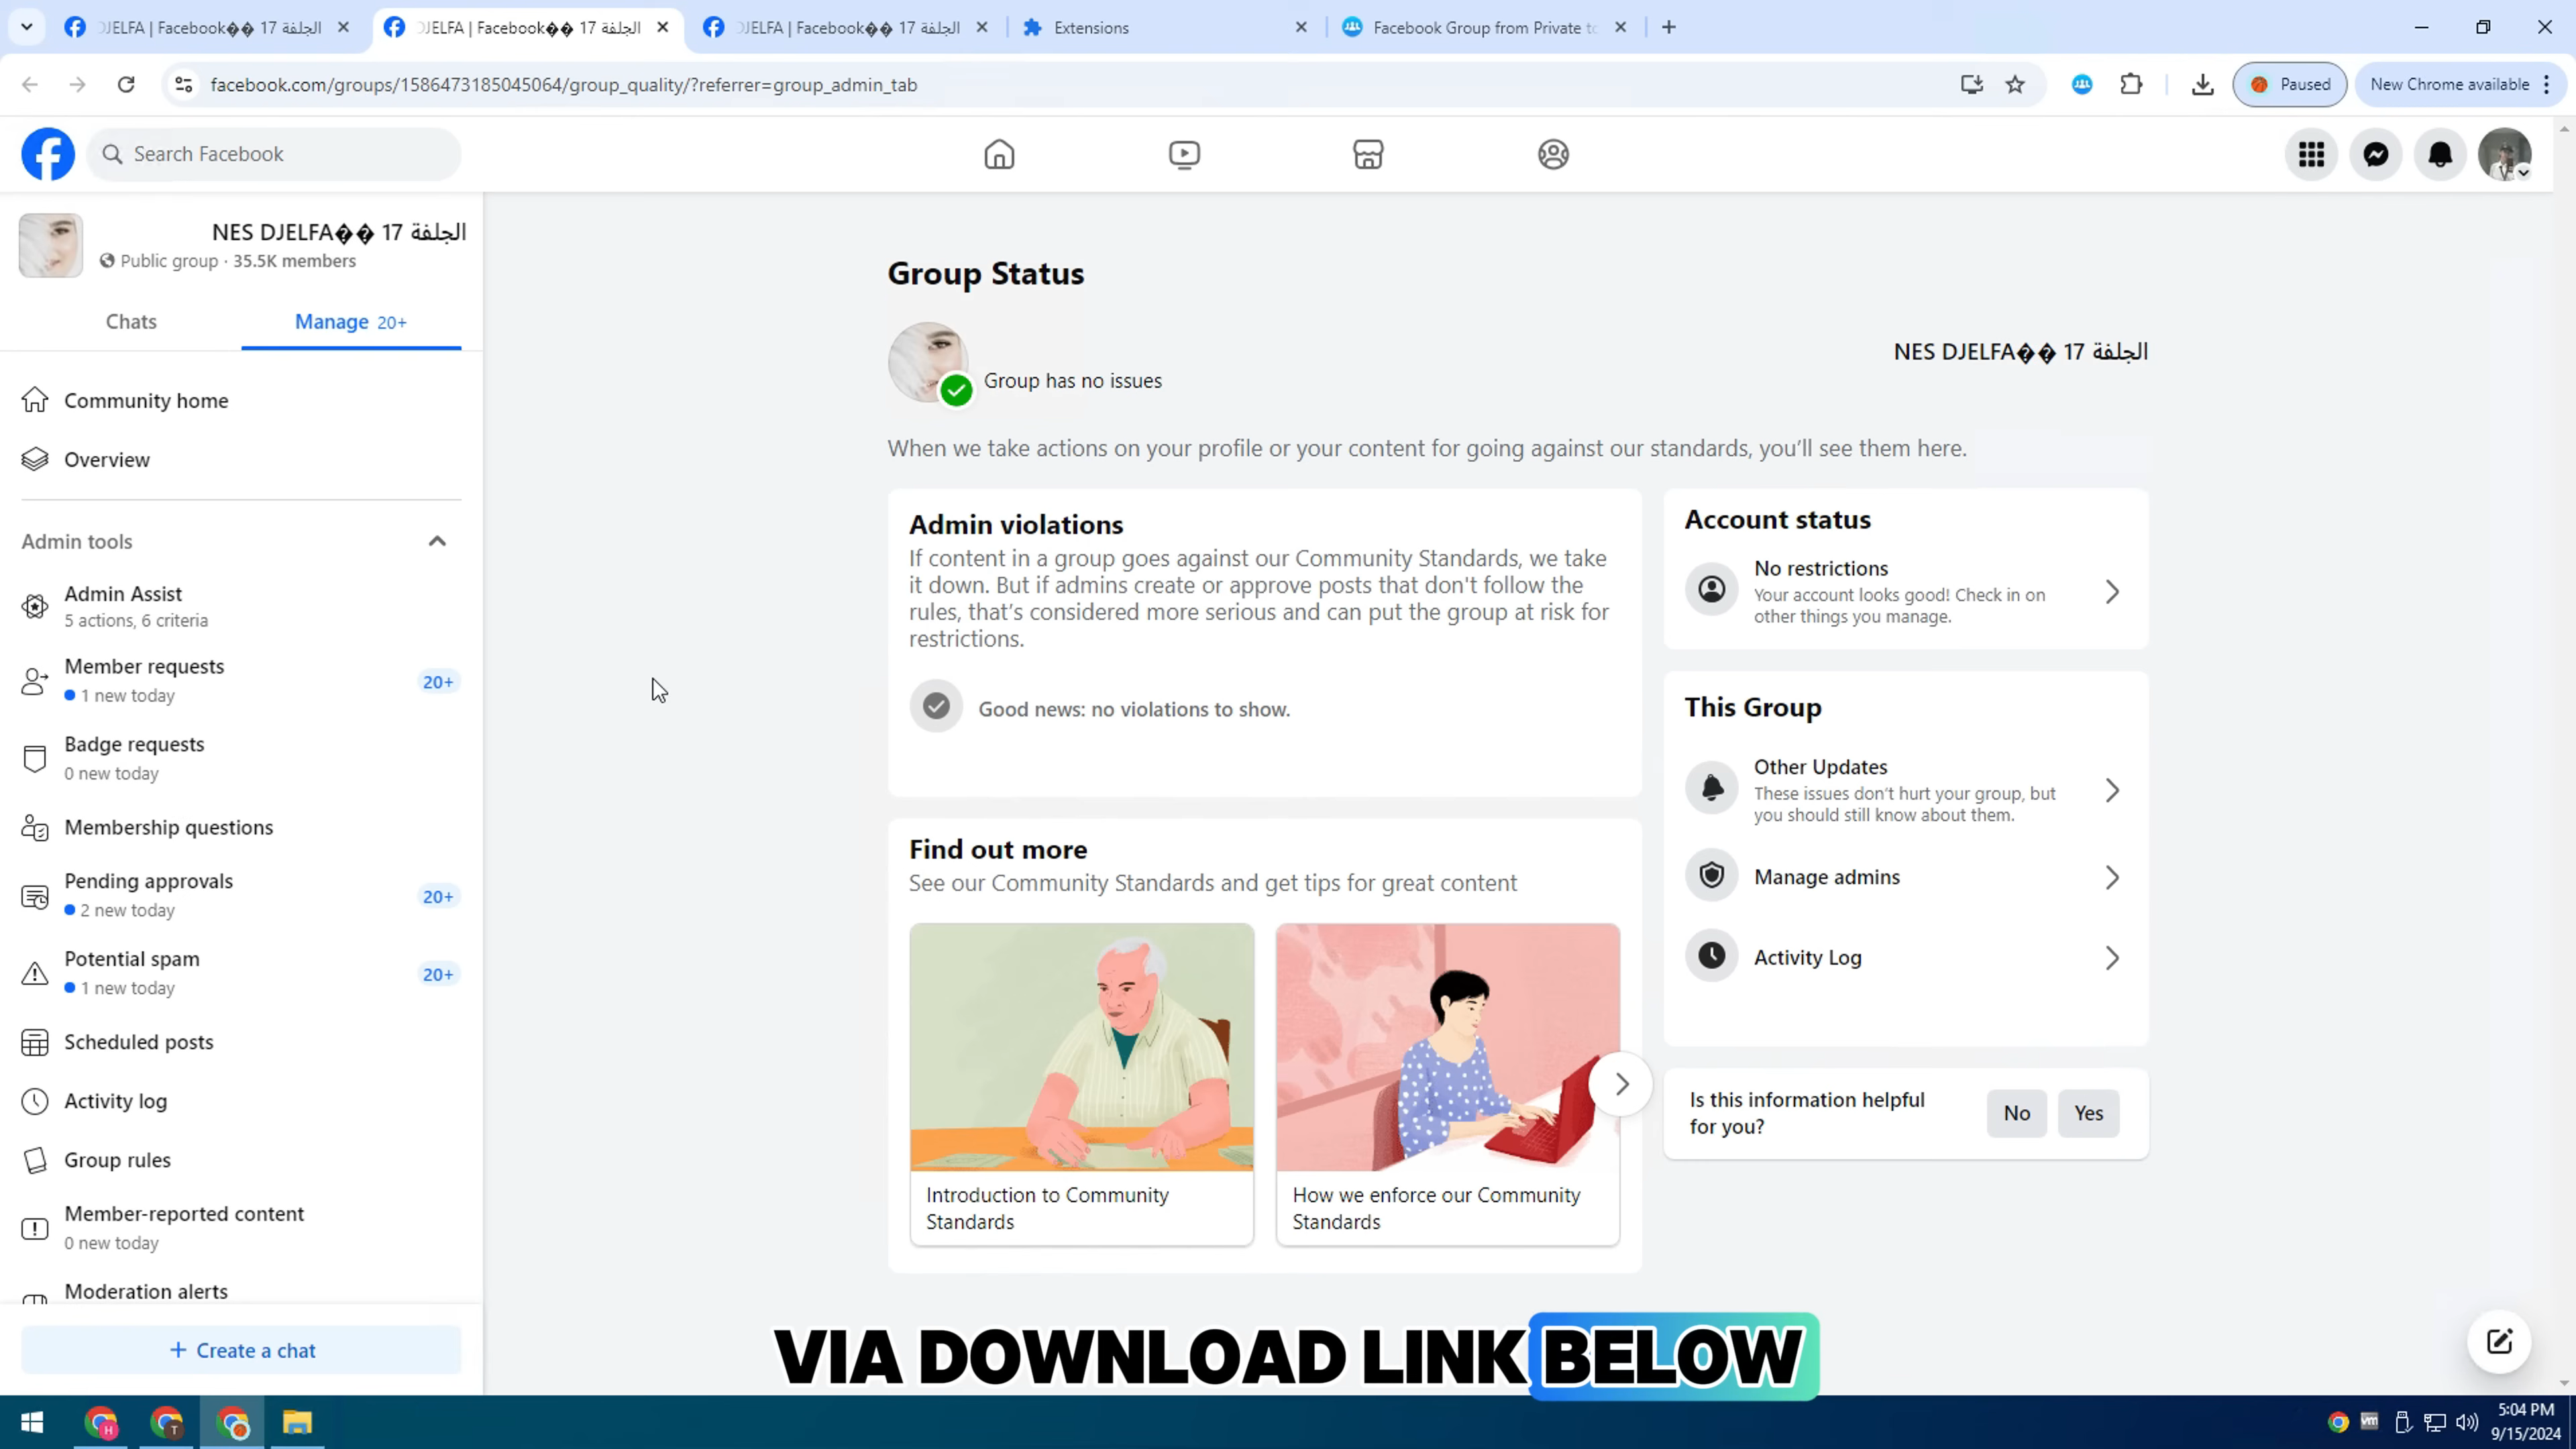 JELFA | Facebook�� 17 الجلفة
JELFA | Facebook�� 17 الجلفة
DJELFA | Facebook�� 17 الجلفة
Extensions
Facebook Group from Private to
facebook.com/groups/1586473185045064/group_quality/?referrer=group_admin_tab
Paused
New Chrome available
Search Facebook
NES DJELFA�� 17 الجلفة
Public group · 35.5K members
Chats
Manage 20+
Community home
Overview
Admin tools
Admin Assist
5 actions, 6 criteria
Member requests
1 new today
20+
Badge requests
0 new today
Membership questions
Pending approvals
2 new today
20+
Potential spam
1 new today
20+
Scheduled posts
Activity log
Group rules
Member-reported content
0 new today
Moderation alerts
+ Create a chat
Group Status
NES DJELFA�� 17 الجلفة
Group has no issues
When we take actions on your profile or your content for going against our standards, you’ll see them here.
Admin violations
If content in a group goes against our Community Standards, we take
it down. But if admins create or approve posts that don't follow the
rules, that’s considered more serious and can put the group at risk for
restrictions.
Good news: no violations to show.
Find out more
See our Community Standards and get tips for great content
Introduction to Community
Standards
How we enforce our Community
Standards
Account status
No restrictions
Your account looks good! Check in on
other things you manage.
This Group
Other Updates
These issues don’t hurt your group, but
you should still know about them.
Manage admins
Activity Log
Is this information helpful
for you?
No
Yes
VIA DOWNLOAD LINK BELOW
H
T
vm
5:04 PM
9/15/2024